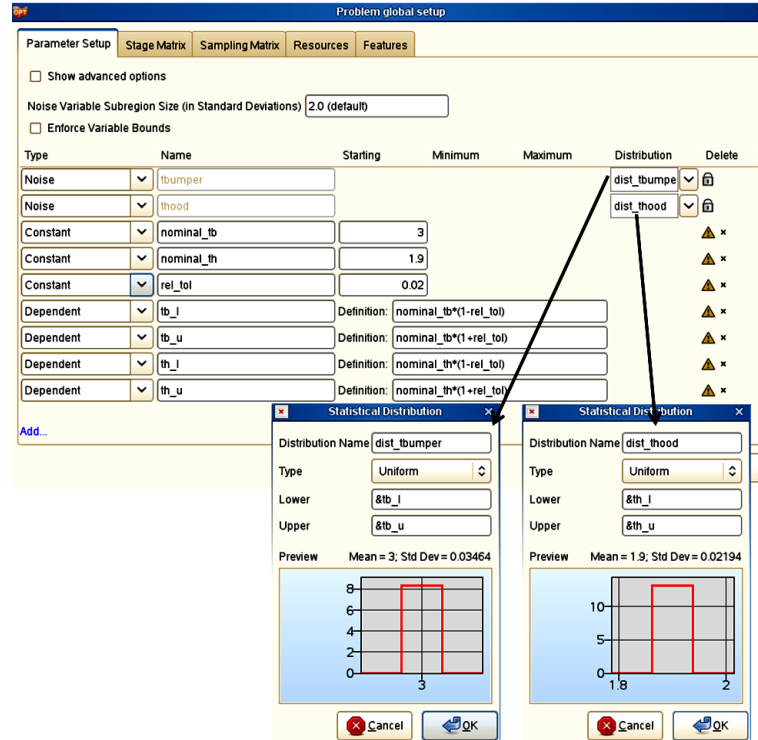 OPT
Problem global setup
Parameter Setup Stage Matrix Sampling Matrix Resources Features
Show advanced options
Noise Variable Subregion Size (in Standard Deviations) 2.0 (default)
Enforce Variable Bounds
Type Name Starting Minimum Maximum Distribution Delete
Noise tbumper dist_tbumpe
Noise thood dist_thood
Constant nominal_tb 3
Constant nominal_th 1.9
Constant rel_tol 0.02
Dependent tb_l Definition: nominal_tb*(1-rel_tol)
Dependent tb_u Definition: nominal_tb*(1+rel_tol)
Dependent th_l Definition: nominal_th*(1-rel_tol)
Dependent th_u Definition: nominal_th*(1+rel_tol)
Add...
Statistical Distribution
Distribution Name dist_tbumper
Type Uniform
Lower &tb_l
Upper &tb_u
Preview Mean = 3; Std Dev = 0.03464
8
6
4
2
0
3
Cancel OK
Statistical Distribution
Distribution Name dist_thood
Type Uniform
Lower &th_l
Upper &th_u
Preview Mean = 1.9; Std Dev = 0.02194
10
5
0
1.8 2
Cancel OK